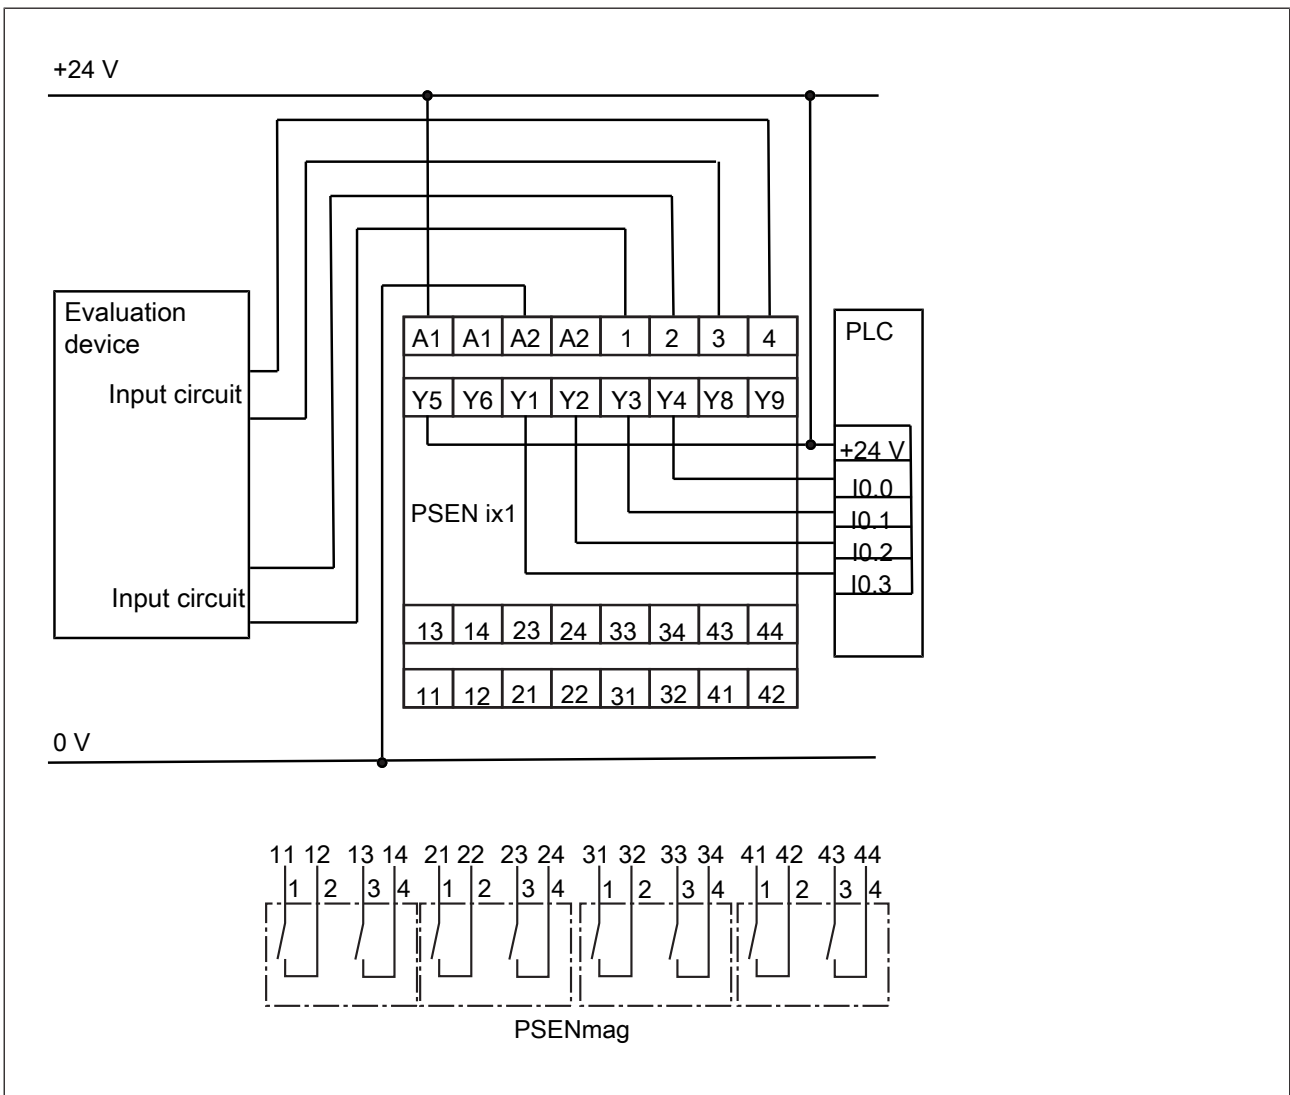 +24 V
Evaluation
device
Input circuit
Input circuit
A1 A1 A2 A2 1 2 3 4
Y5 Y6 Y1 Y2 Y3 Y4 Y8 Y9
PSEN ix1
13 14 23 24 33 34 43 44
11 12 21 22 31 32 41 42
PLC
+24 V
I0.0
I0.1
I0.2
I0.3
0 V
11 12 13 14 21 22 23 24 31 32 33 34 41 42 43 44
1 2 3 4 1 2 3 4 1 2 3 4 1 2 3 4
PSENmag